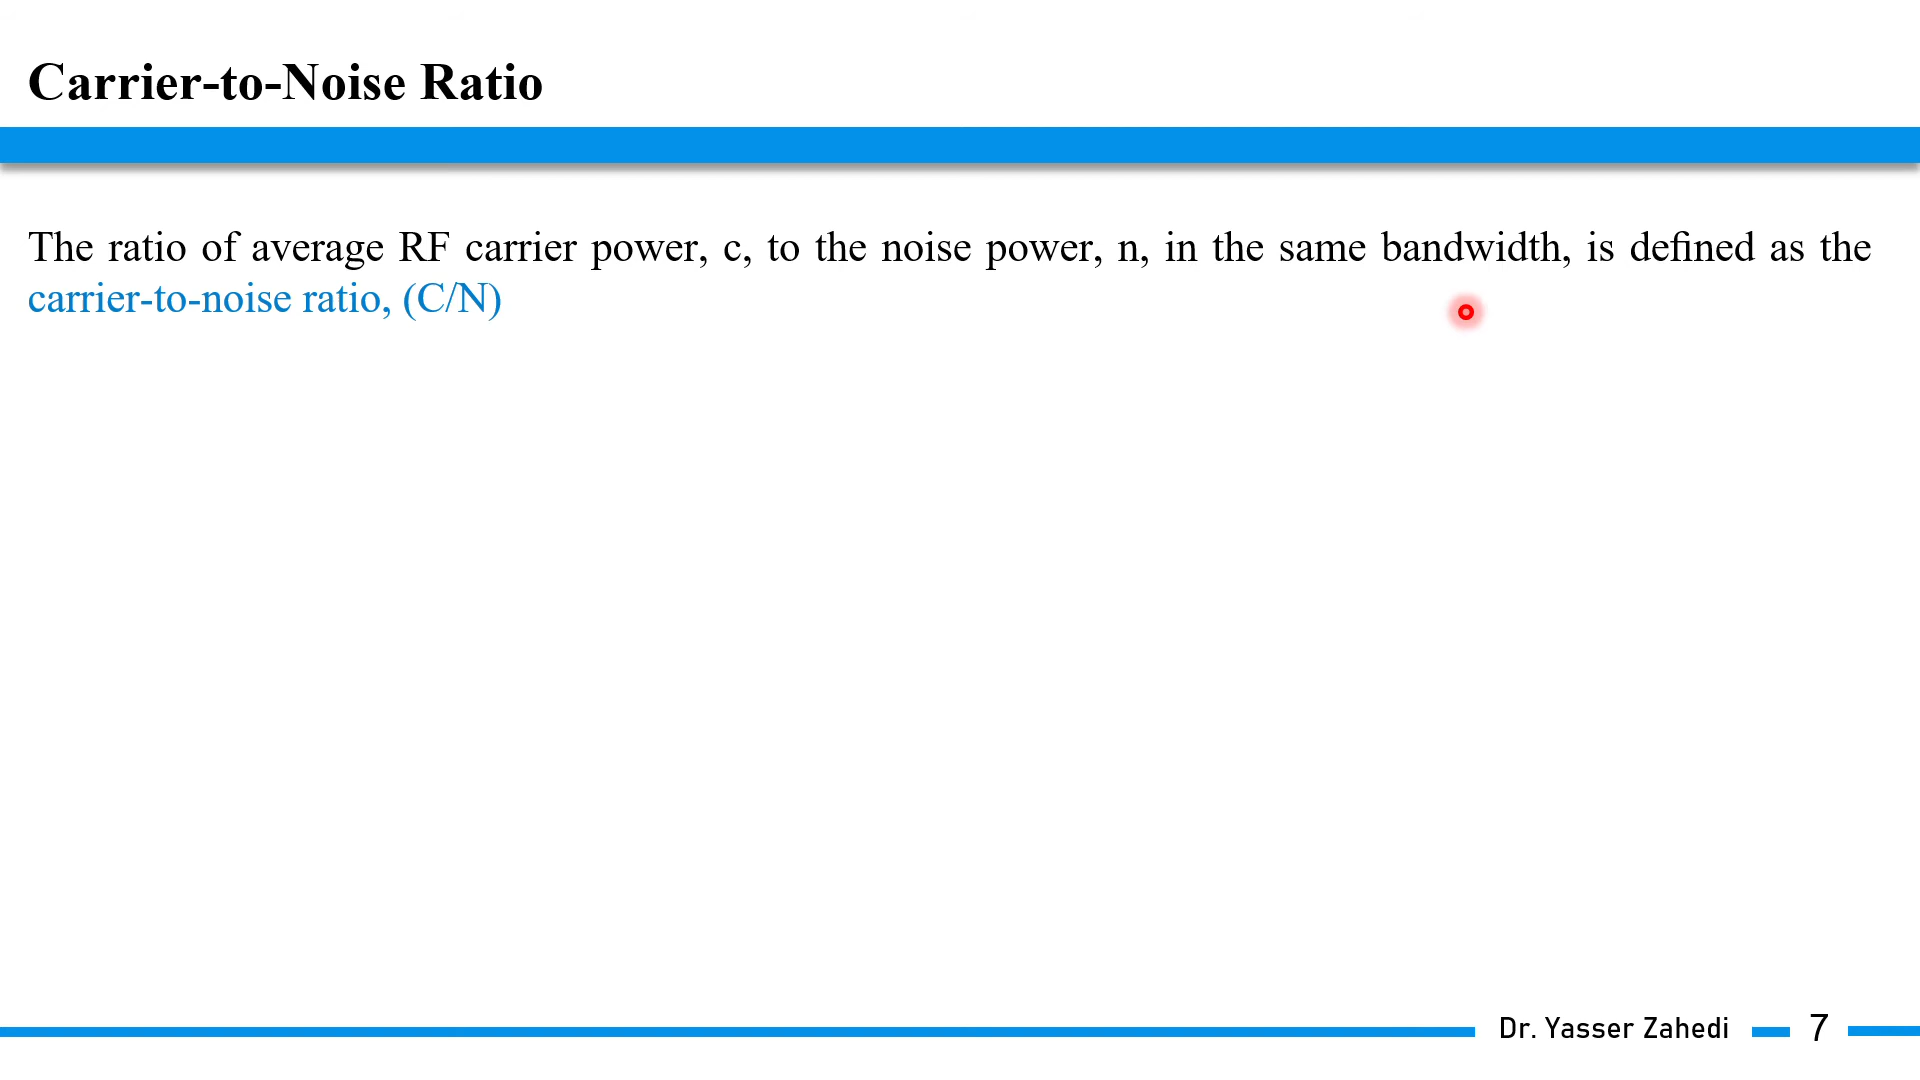 Carrier-to-Noise Ratio
The ratio of average RF carrier power, c, to the noise power, n, in the same bandwidth, is defined as the
carrier-to-noise ratio, (C/N)
Dr. Yasser Zahedi 7